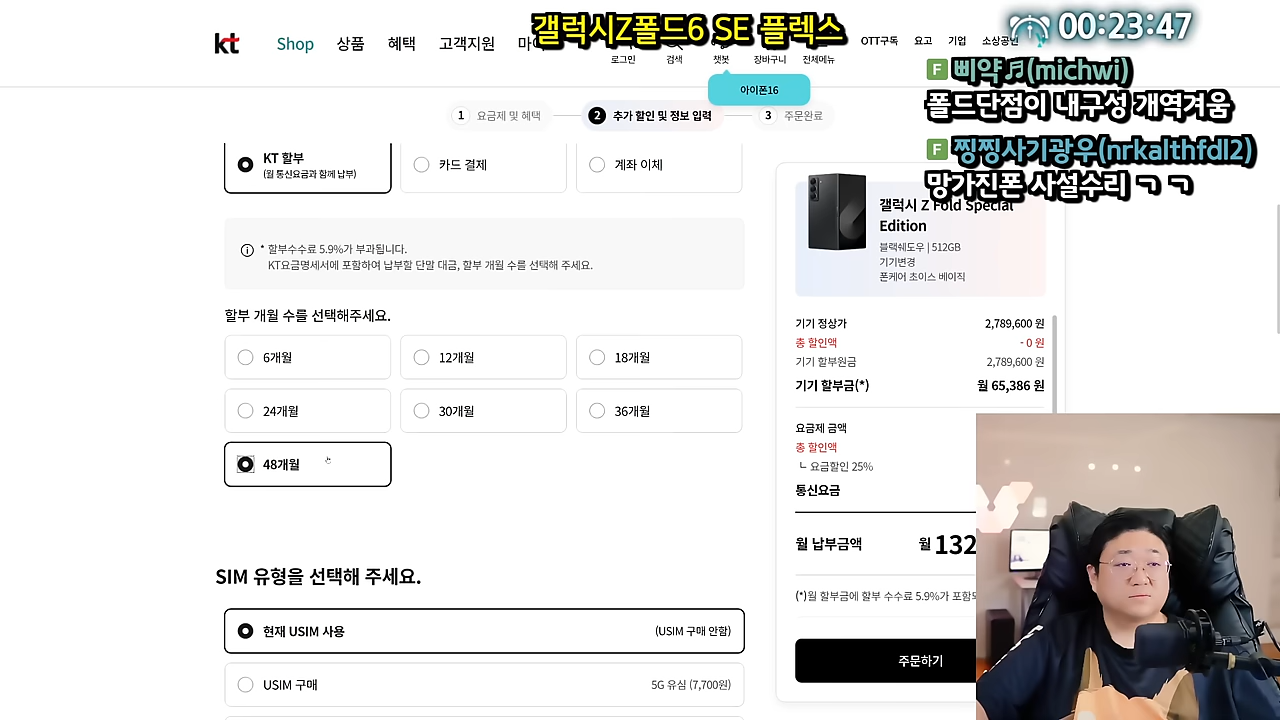 갤럭시Z폴드6 SE 플렉스
00:23:47
kt
Shop 상품 혜택 고객지원
로그인 검색 챗봇 장바구니 전체메뉴
OTT구독 요고 기업 소상공인
아이폰16
F 삐약♬(michwi)
폴드단점이 내구성 개역겨움
F 찡찡사기광우(nrkalthfdl2)
망가진폰 사설수리 ㄱ ㄱ
1 요금제 및 혜택
2 추가 할인 및 정보 입력
3 주문완료
KT 할부
(월 통신요금과 함께 납부)
카드 결제
계좌 이체
* 할부수수료 5.9%가 부과됩니다.
KT요금명세서에 포함하여 납부할 단말 대금, 할부 개월 수를 선택해 주세요.
할부 개월 수를 선택해주세요.
6개월
12개월
18개월
24개월
30개월
36개월
48개월
SIM 유형을 선택해 주세요.
현재 USIM 사용 (USIM 구매 안함)
USIM 구매 5G 유심 (7,700원)
갤럭시 Z Fold Special
Edition
블랙쉐도우 | 512GB
기기변경
폰케어 초이스 베이직
기기 정상가 2,789,600 원
총 할인액 - 0 원
기기 할부원금 2,789,600 원
기기 할부금(*) 월 65,386 원
요금제 금액
총 할인액
ㄴ 요금할인 25%
통신요금
월 납부금액 월 132
(*)월 할부금에 할부 수수료 5.9%가
주문하기